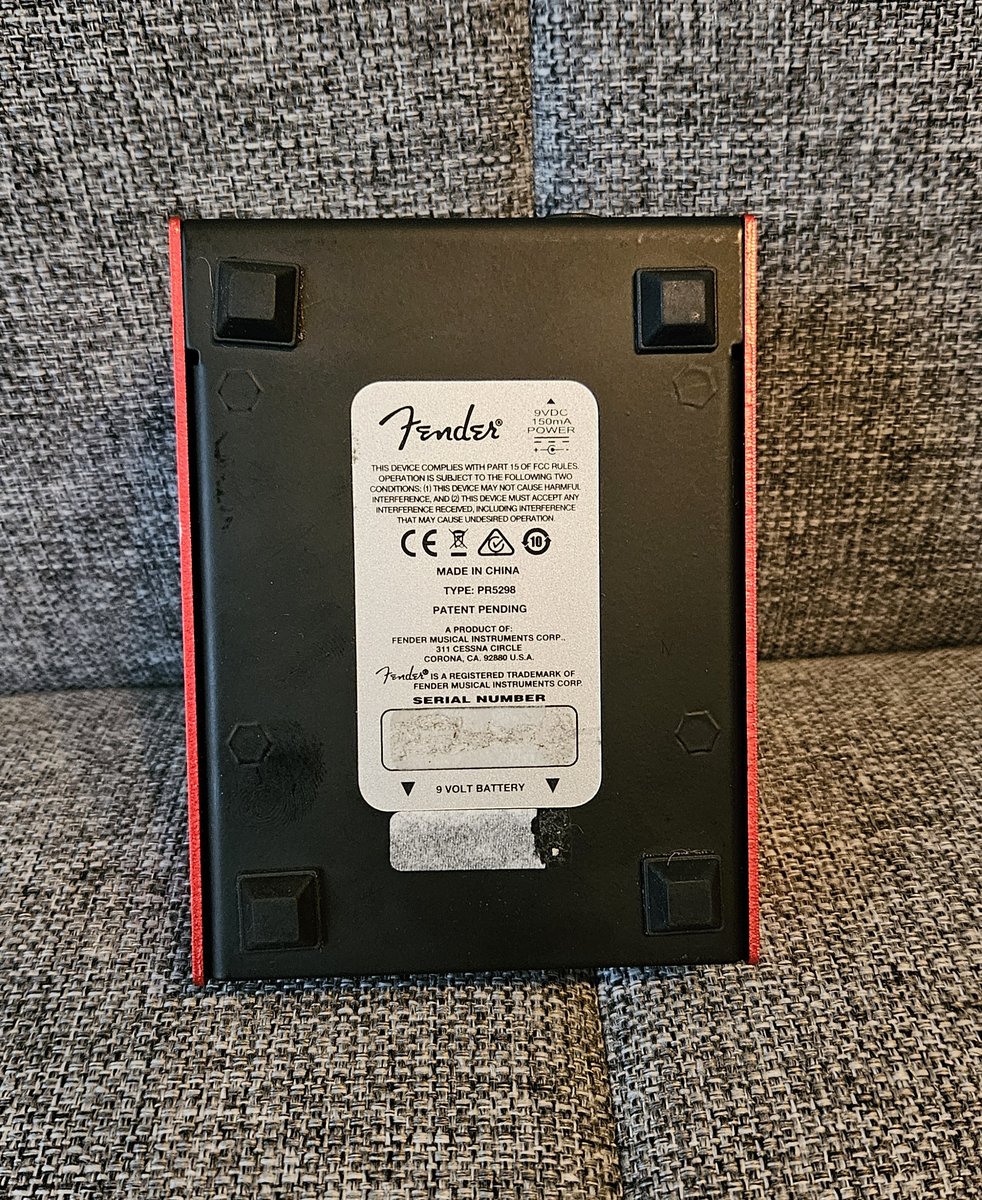 Fender®
9VDC
150mA
POWER
THIS DEVICE COMPLIES WITH PART 15 OF FCC RULES.
OPERATION IS SUBJECT TO THE FOLLOWING TWO
CONDITIONS: (1) THIS DEVICE MAY NOT CAUSE HARMFUL
INTERFERENCE, AND (2) THIS DEVICE MUST ACCEPT ANY
INTERFERENCE RECEIVED, INCLUDING INTERFERENCE
THAT MAY CAUSE UNDESIRED OPERATION.
CE 10
MADE IN CHINA
TYPE: PR5298
PATENT PENDING
A PRODUCT OF:
FENDER MUSICAL INSTRUMENTS CORP..
311 CESSNA CIRCLE
CORONA, CA. 92880 U.S.A.
Fender® IS A REGISTERED TRADEMARK OF
FENDER MUSICAL INSTRUMENTS CORP.
SERIAL NUMBER
9 VOLT BATTERY